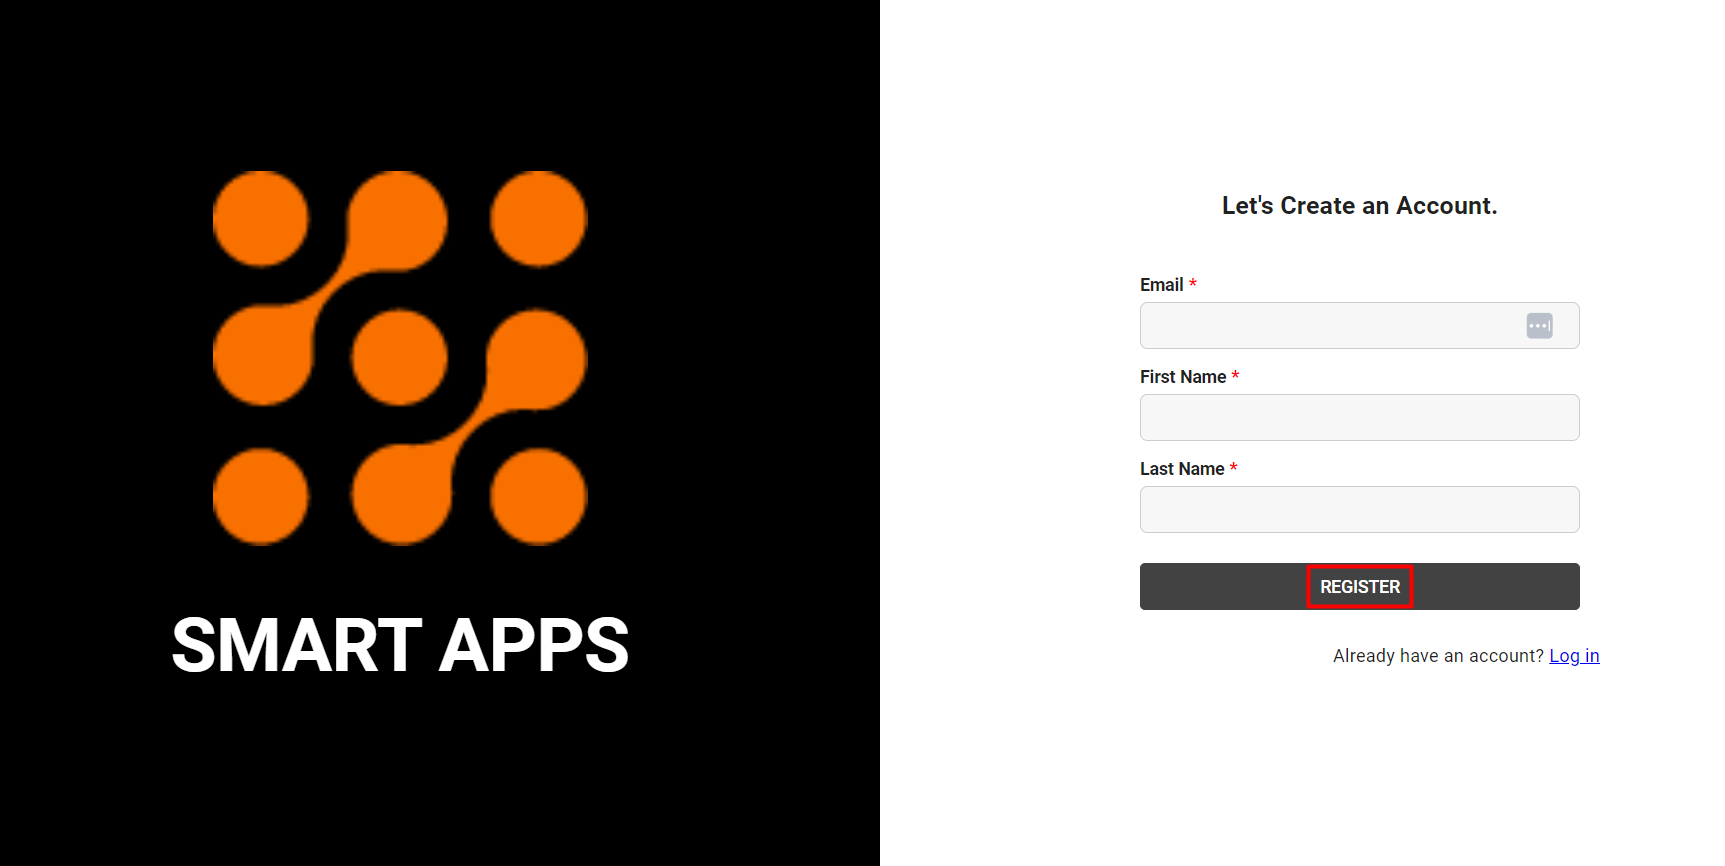 SMART APPS
Let's Create an Account.
Email *
First Name *
Last Name *
REGISTER
Already have an account? Log in